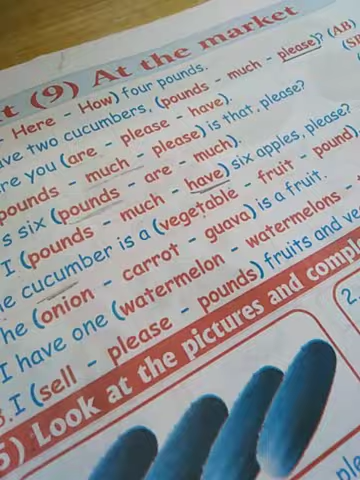 t (9) At the market
Here - How) four pounds. (AB)
ave two cucumbers, (pounds - much - please)?
re you (are - please - have).
pounds - much - please) is that, please?
s six (pounds - are - much).
I (pounds - much - have) six apples, please?
e cucumber is a (vegetable - fruit - pound)
he (onion - carrot - guava) is a fruit.
I have one (watermelon - watermelons -
I (sell - please - pounds) fruits and ve
5) Look at the pictures and compl